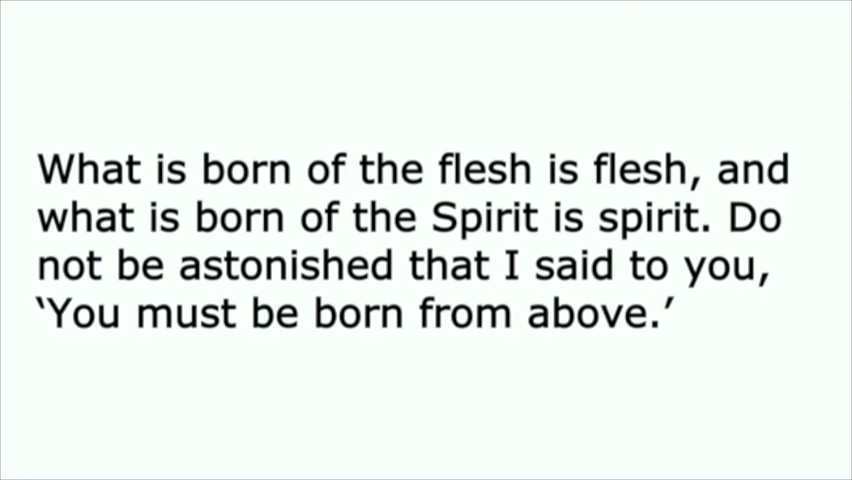 What is born of the flesh is flesh, and
what is born of the Spirit is spirit. Do
not be astonished that I said to you,
‘You must be born from above.’